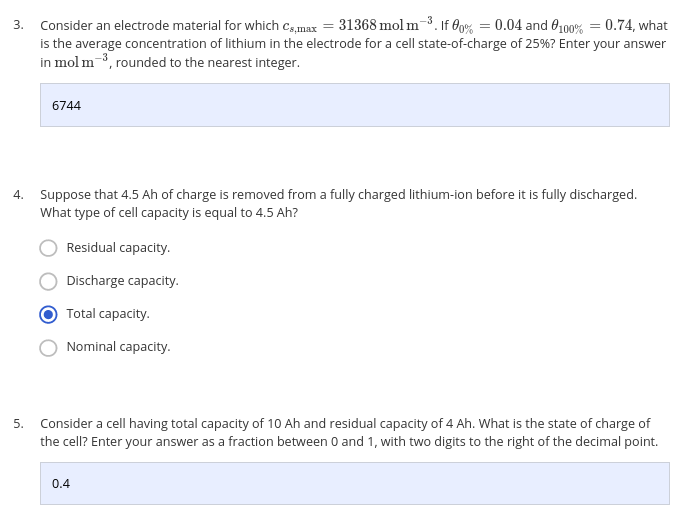 3. Consider an electrode material for which c_{s,max} = 31368 mol m^{−3}. If θ_{0%} = 0.04 and θ_{100%} = 0.74, what
is the average concentration of lithium in the electrode for a cell state-of-charge of 25%? Enter your answer
in mol m^{−3}, rounded to the nearest integer.
6744
4. Suppose that 4.5 Ah of charge is removed from a fully charged lithium-ion before it is fully discharged.
What type of cell capacity is equal to 4.5 Ah?
Residual capacity.
Discharge capacity.
Total capacity.
Nominal capacity.
5. Consider a cell having total capacity of 10 Ah and residual capacity of 4 Ah. What is the state of charge of
the cell? Enter your answer as a fraction between 0 and 1, with two digits to the right of the decimal point.
0.4